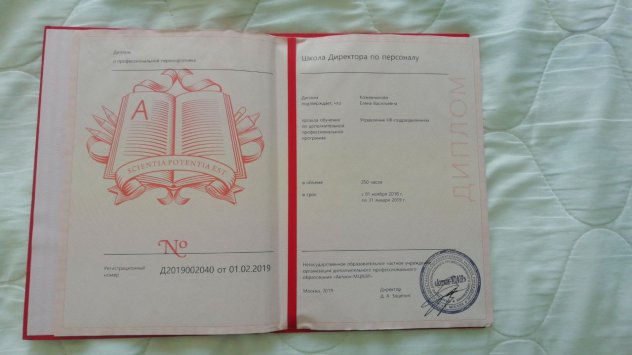 Диплом
о профессиональной переподготовке
A
SCIENTIA POTENTIA EST
№
Регистрационный
номер
Д2019002040 от 01.02.2019
Школа Директора по персоналу
Диплом
подтверждает, что
Кожевникова
Елена Васильевна
прошла обучение
по дополнительной
профессиональной
программе
Управление HR-подразделением
в объеме
250 часов
в срок
с 01 ноября 2018 г.
по 31 января 2019 г.
ДИПЛОМ
Негосударственное образовательное частное учреждение
организация дополнительного профессионального
образования «Актион-МЦФЭР»
Москва, 2019
Директор
Д. А.